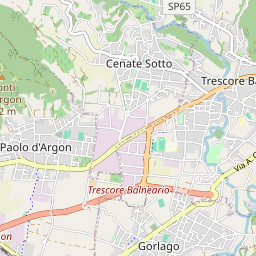 SP65
Cenate Sotto
Trescore Ba
onti
rgon
2 m
Paolo d'Argon
Via A. C
Trescore Balneario
on
Gorlago